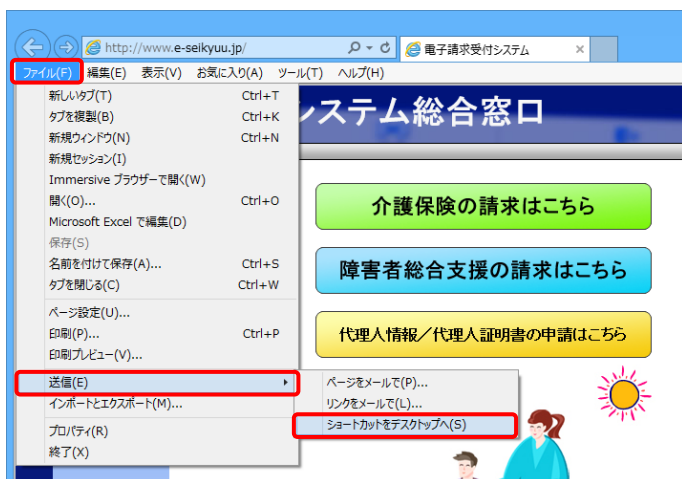 http://www.e-seikyuu.jp/
電子請求受付システム
ファイル(F) 編集(E) 表示(V) お気に入り(A) ツール(T) ヘルプ(H)
新しいタブ(T) Ctrl+T
タブを複製(B) Ctrl+K
新規ウィンドウ(N) Ctrl+N
新規セッション(I)
Immersive ブラウザーで開く(W)
開く(O)... Ctrl+O
Microsoft Excel で編集(D)
保存(S)
名前を付けて保存(A)... Ctrl+S
タブを閉じる(C) Ctrl+W
ページ設定(U)...
印刷(P)... Ctrl+P
印刷プレビュー(V)...
送信(E)
インポートとエクスポート(M)...
プロパティ(R)
終了(X)
ページをメールで(P)...
リンクをメールで(L)...
ショートカットをデスクトップへ(S)
システム総合窓口
介護保険の請求はこちら
障害者総合支援の請求はこちら
代理人情報／代理人証明書の申請はこちら